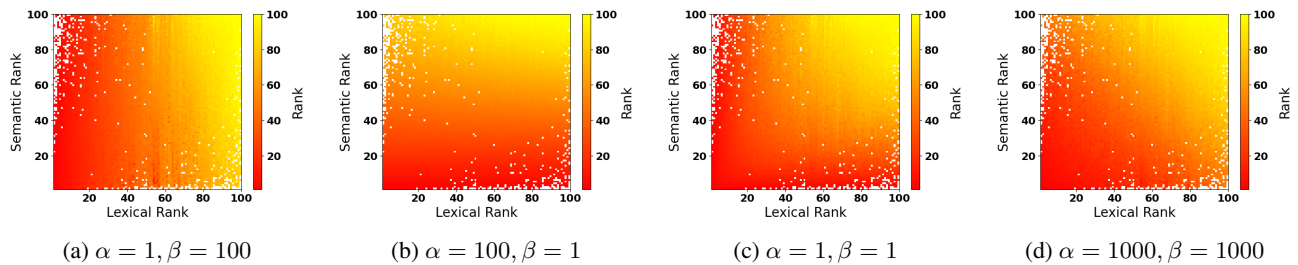 100
80
60
40
20
20 40 60 80 100
Semantic Rank
Lexical Rank
100
80
60
40
20
Rank
(a) α = 1, β = 100
100
80
60
40
20
20 40 60 80 100
Semantic Rank
Lexical Rank
100
80
60
40
20
Rank
(b) α = 100, β = 1
100
80
60
40
20
20 40 60 80 100
Semantic Rank
Lexical Rank
100
80
60
40
20
Rank
(c) α = 1, β = 1
100
80
60
40
20
20 40 60 80 100
Semantic Rank
Lexical Rank
100
80
60
40
20
Rank
(d) α = 1000, β = 1000